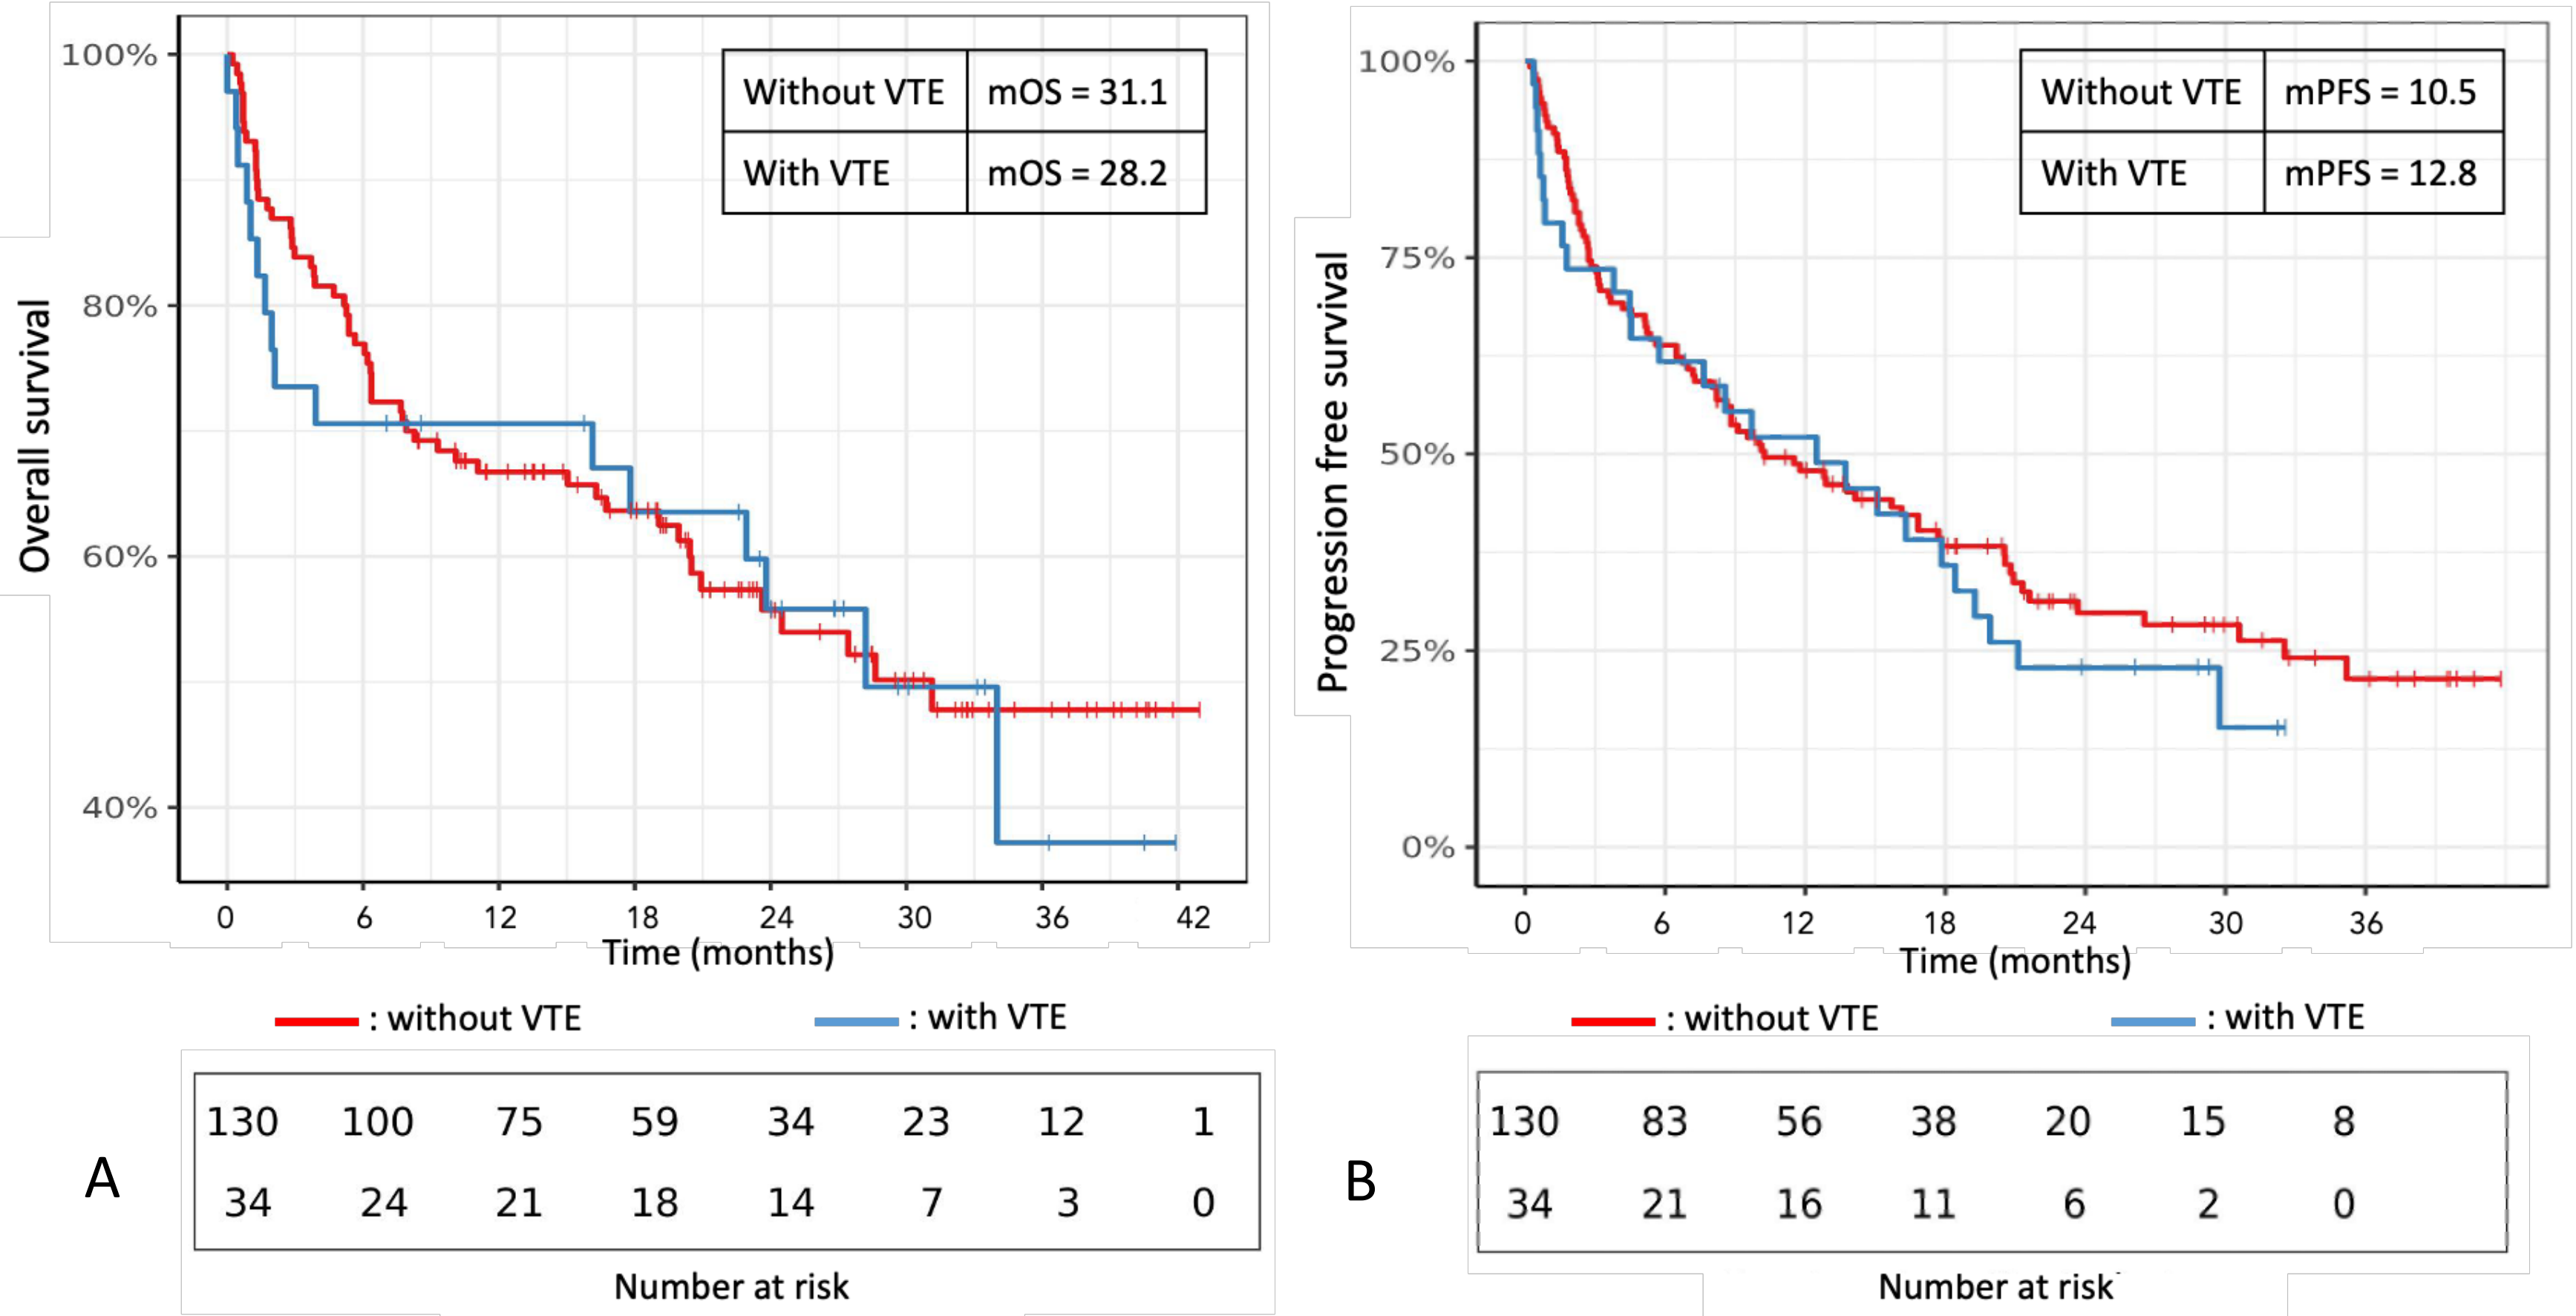 Without VTE mOS = 31.1
With VTE mOS = 28.2
Overall survival
100%
80%
60%
40%
0 6 12 18 24 30 36 42
Time (months)
: without VTE : with VTE
130 100 75 59 34 23 12 1
34 24 21 18 14 7 3 0
A
Number at risk
Without VTE mPFS = 10.5
With VTE mPFS = 12.8
Progression free survival
100%
75%
50%
25%
0%
0 6 12 18 24 30 36
Time (months)
: without VTE : with VTE
130 83 56 38 20 15 8
34 21 16 11 6 2 0
B
Number at risk